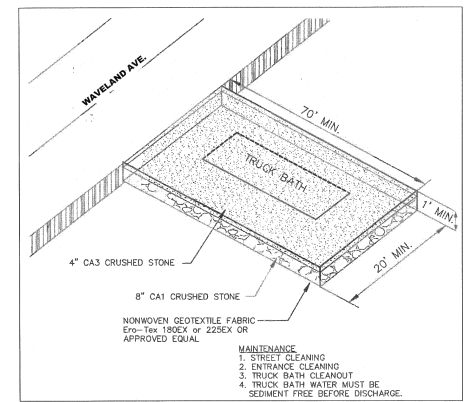 WAVELAND AVE.
70' MIN.
TRUCK BATH
1' MIN.
20' MIN.
4" CA3 CRUSHED STONE
8" CA1 CRUSHED STONE
NONWOVEN GEOTEXTILE FABRIC
Ero-Tex 180EX or 225EX OR
APPROVED EQUAL
MAINTENANCE
1. STREET CLEANING
2. ENTRANCE CLEANING
3. TRUCK BATH CLEANOUT
4. TRUCK BATH WATER MUST BE
SEDIMENT FREE BEFORE DISCHARGE.